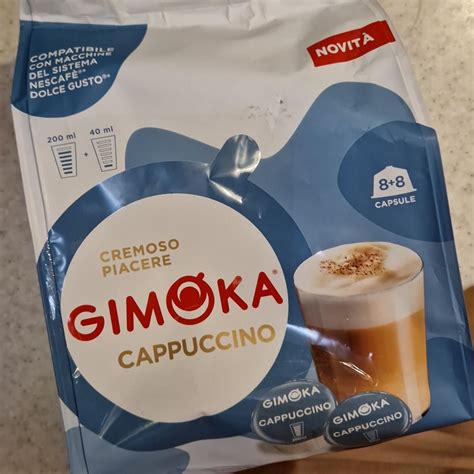 COMPATIBILE
CON MACCHINE
DEL SISTEMA
NESCAFÈ®*
DOLCE GUSTO®*
NOVITÀ
200 ml
+
40 ml
8+8
CAPSULE
CREMOSO
PIACERE
GIMOKA
CAPPUCCINO
GIMOKA
CAPPUCCINO
GIMOKA
CAPPUCCINO